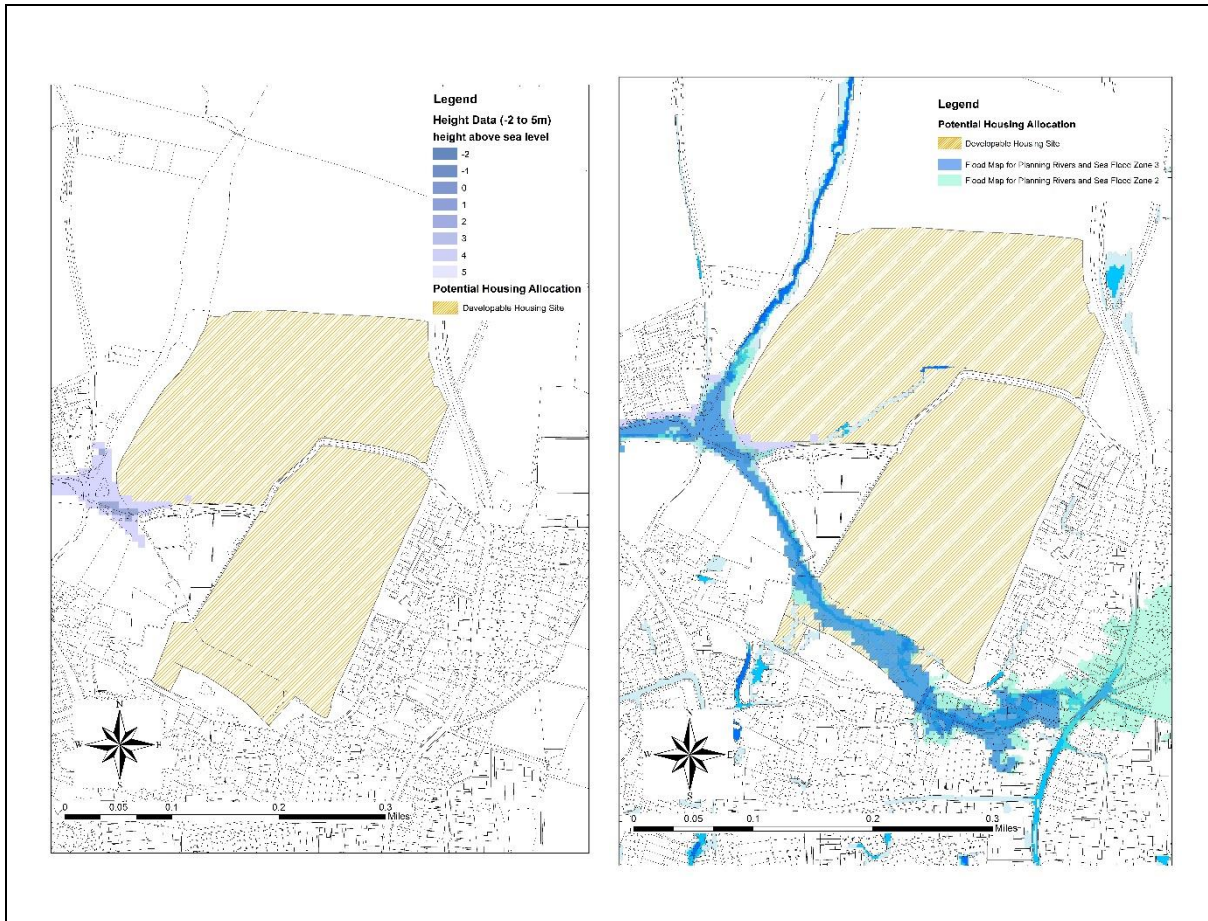 Legend
Height Data (-2 to 5m)
height above sea level
-2
-1
0
1
2
3
4
5
Potential Housing Allocation
Developable Housing Site
N
W
E
S
0
0.05
0.1
0.2
0.3
Miles
Legend
Potential Housing Allocation
Developable Housing Site
Flood Map for Planning Rivers and Sea Flood Zone 3
Flood Map for Planning Rivers and Sea Flood Zone 2
N
W
E
S
0
0.05
0.1
0.2
0.3
Miles